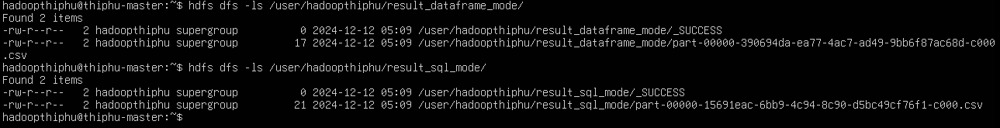 hadoopthiphu@thiphu-master:~$ hdfs dfs -ls /user/hadoopthiphu/result_dataframe_mode/
Found 2 items
-rw-r--r--   2 hadoopthiphu supergroup          0 2024-12-12 05:09 /user/hadoopthiphu/result_dataframe_mode/_SUCCESS
-rw-r--r--   2 hadoopthiphu supergroup         17 2024-12-12 05:09 /user/hadoopthiphu/result_dataframe_mode/part-00000-390694da-ea77-4ac7-ad49-9bb6f87ac68d-c000
.csv
hadoopthiphu@thiphu-master:~$ hdfs dfs -ls /user/hadoopthiphu/result_sql_mode/
Found 2 items
-rw-r--r--   2 hadoopthiphu supergroup          0 2024-12-12 05:09 /user/hadoopthiphu/result_sql_mode/_SUCCESS
-rw-r--r--   2 hadoopthiphu supergroup         21 2024-12-12 05:09 /user/hadoopthiphu/result_sql_mode/part-00000-15691eac-6bb9-4c94-8c90-d5bc49cf76f1-c000.csv
hadoopthiphu@thiphu-master:~$